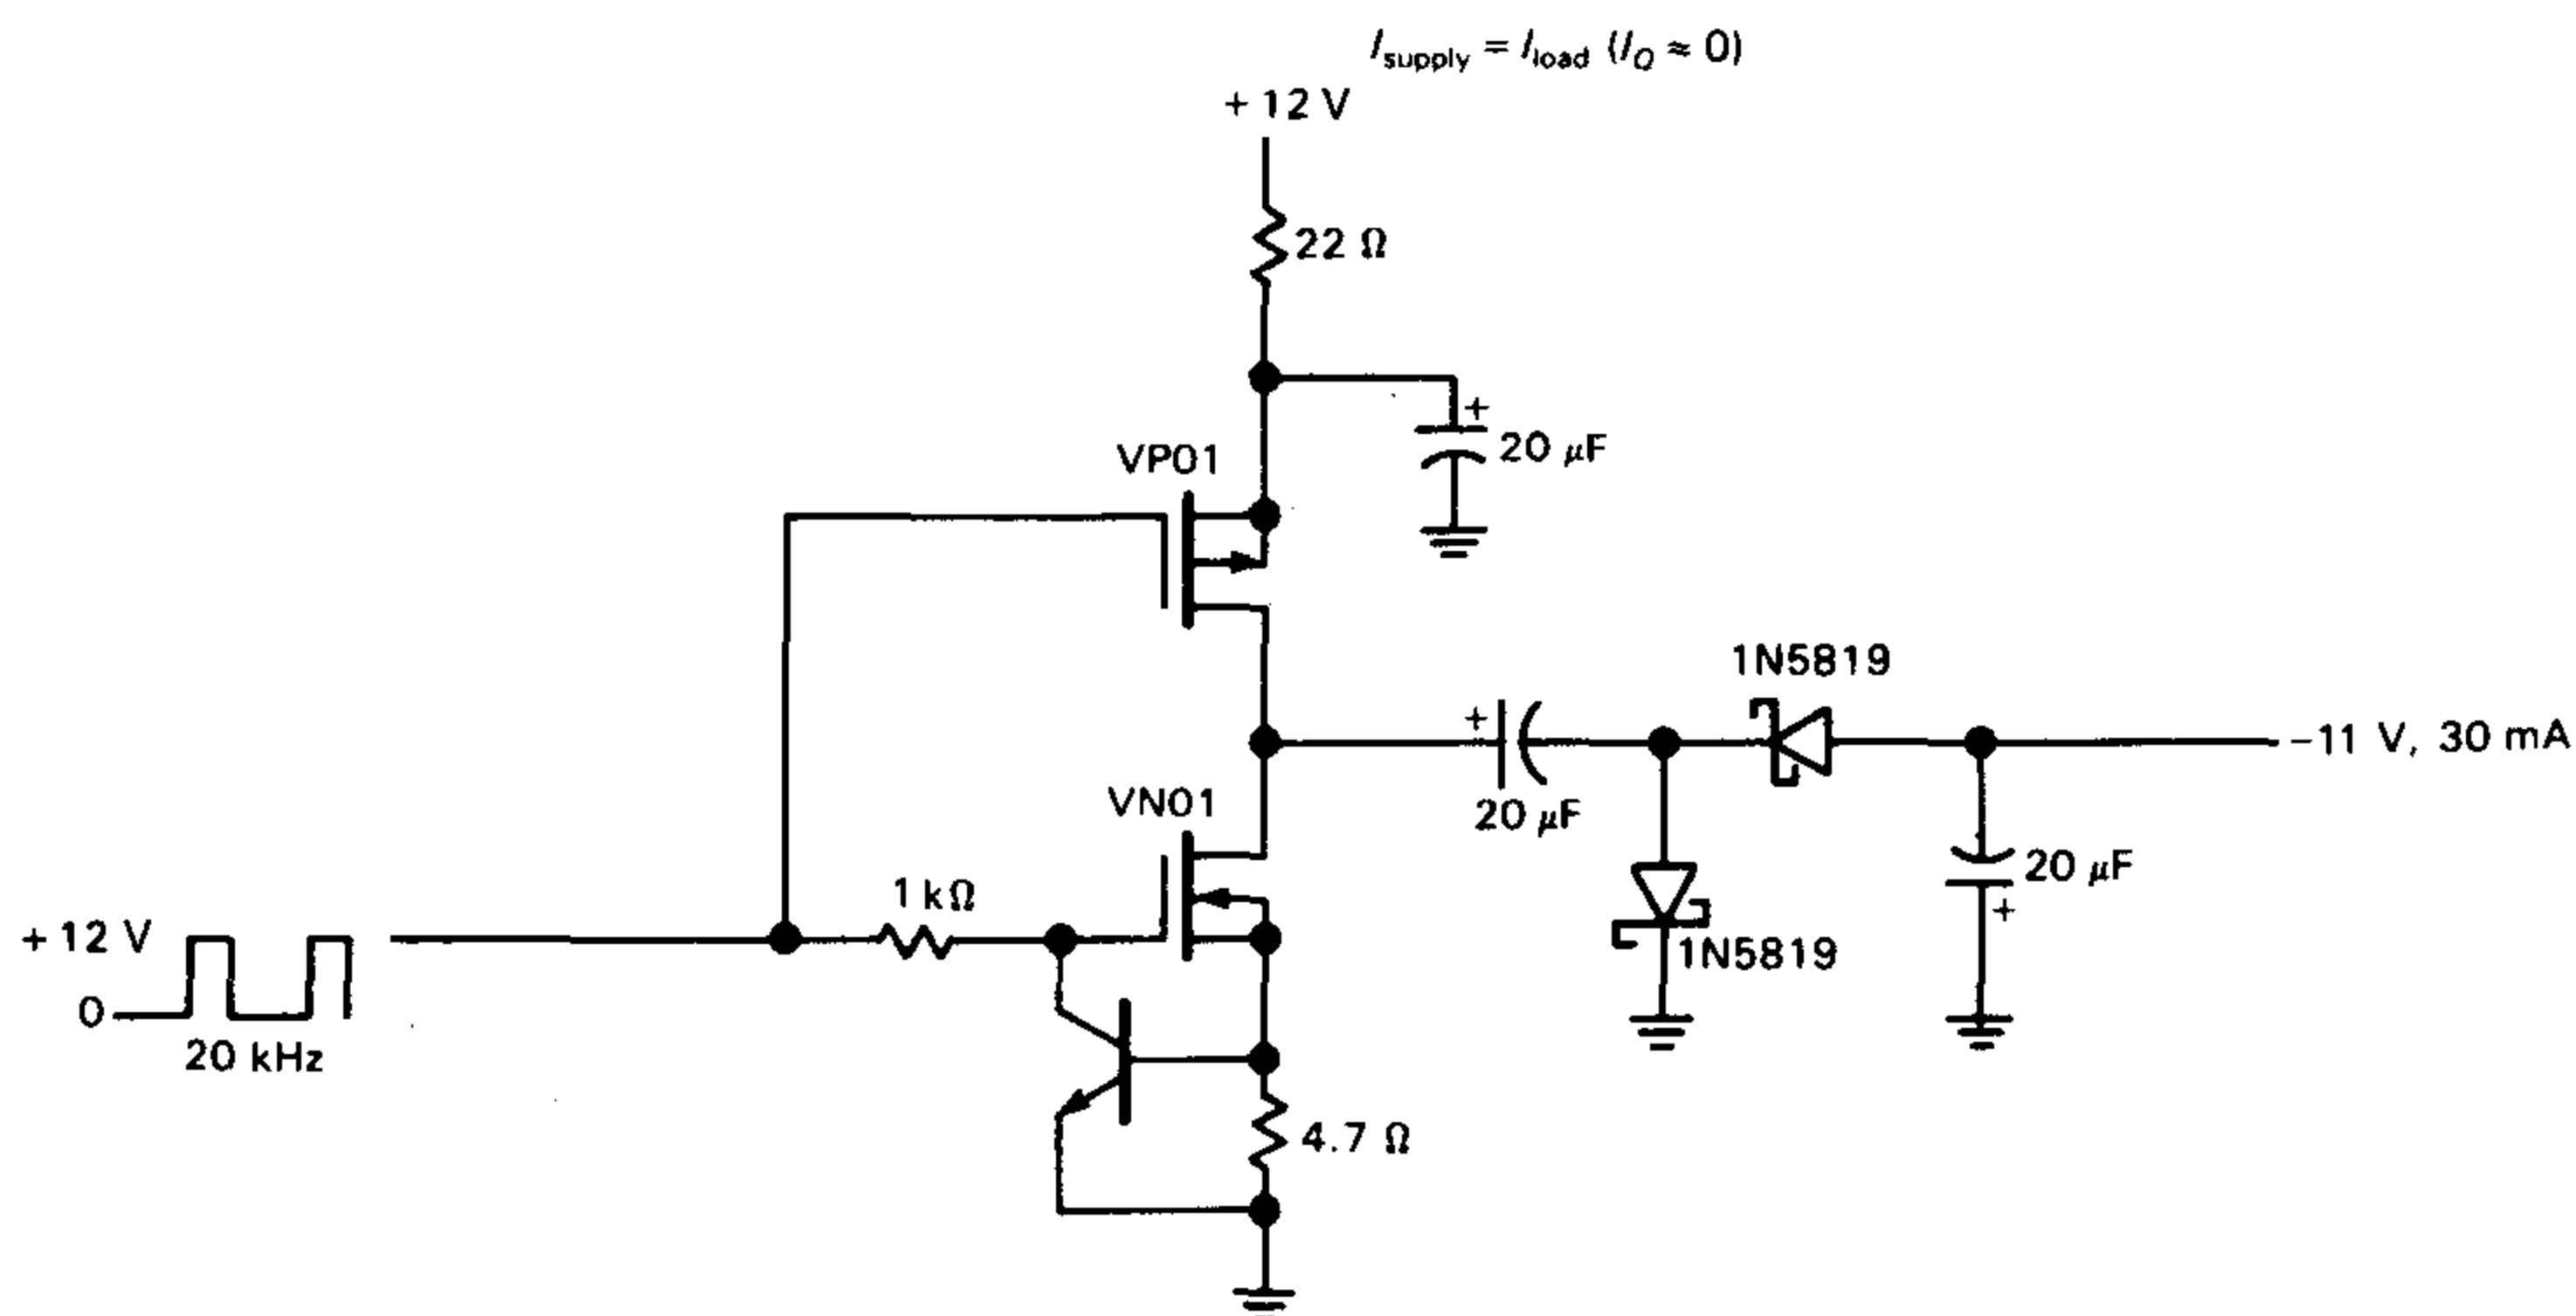 I_supply = I_load (I_Q ≈ 0)
+ 12 V
22 Ω
+
20 μF
VP01
1N5819
+
20 μF
−11 V, 30 mA
VN01
1 kΩ
+ 12 V
0
20 kHz
1N5819
20 μF
+
4.7 Ω